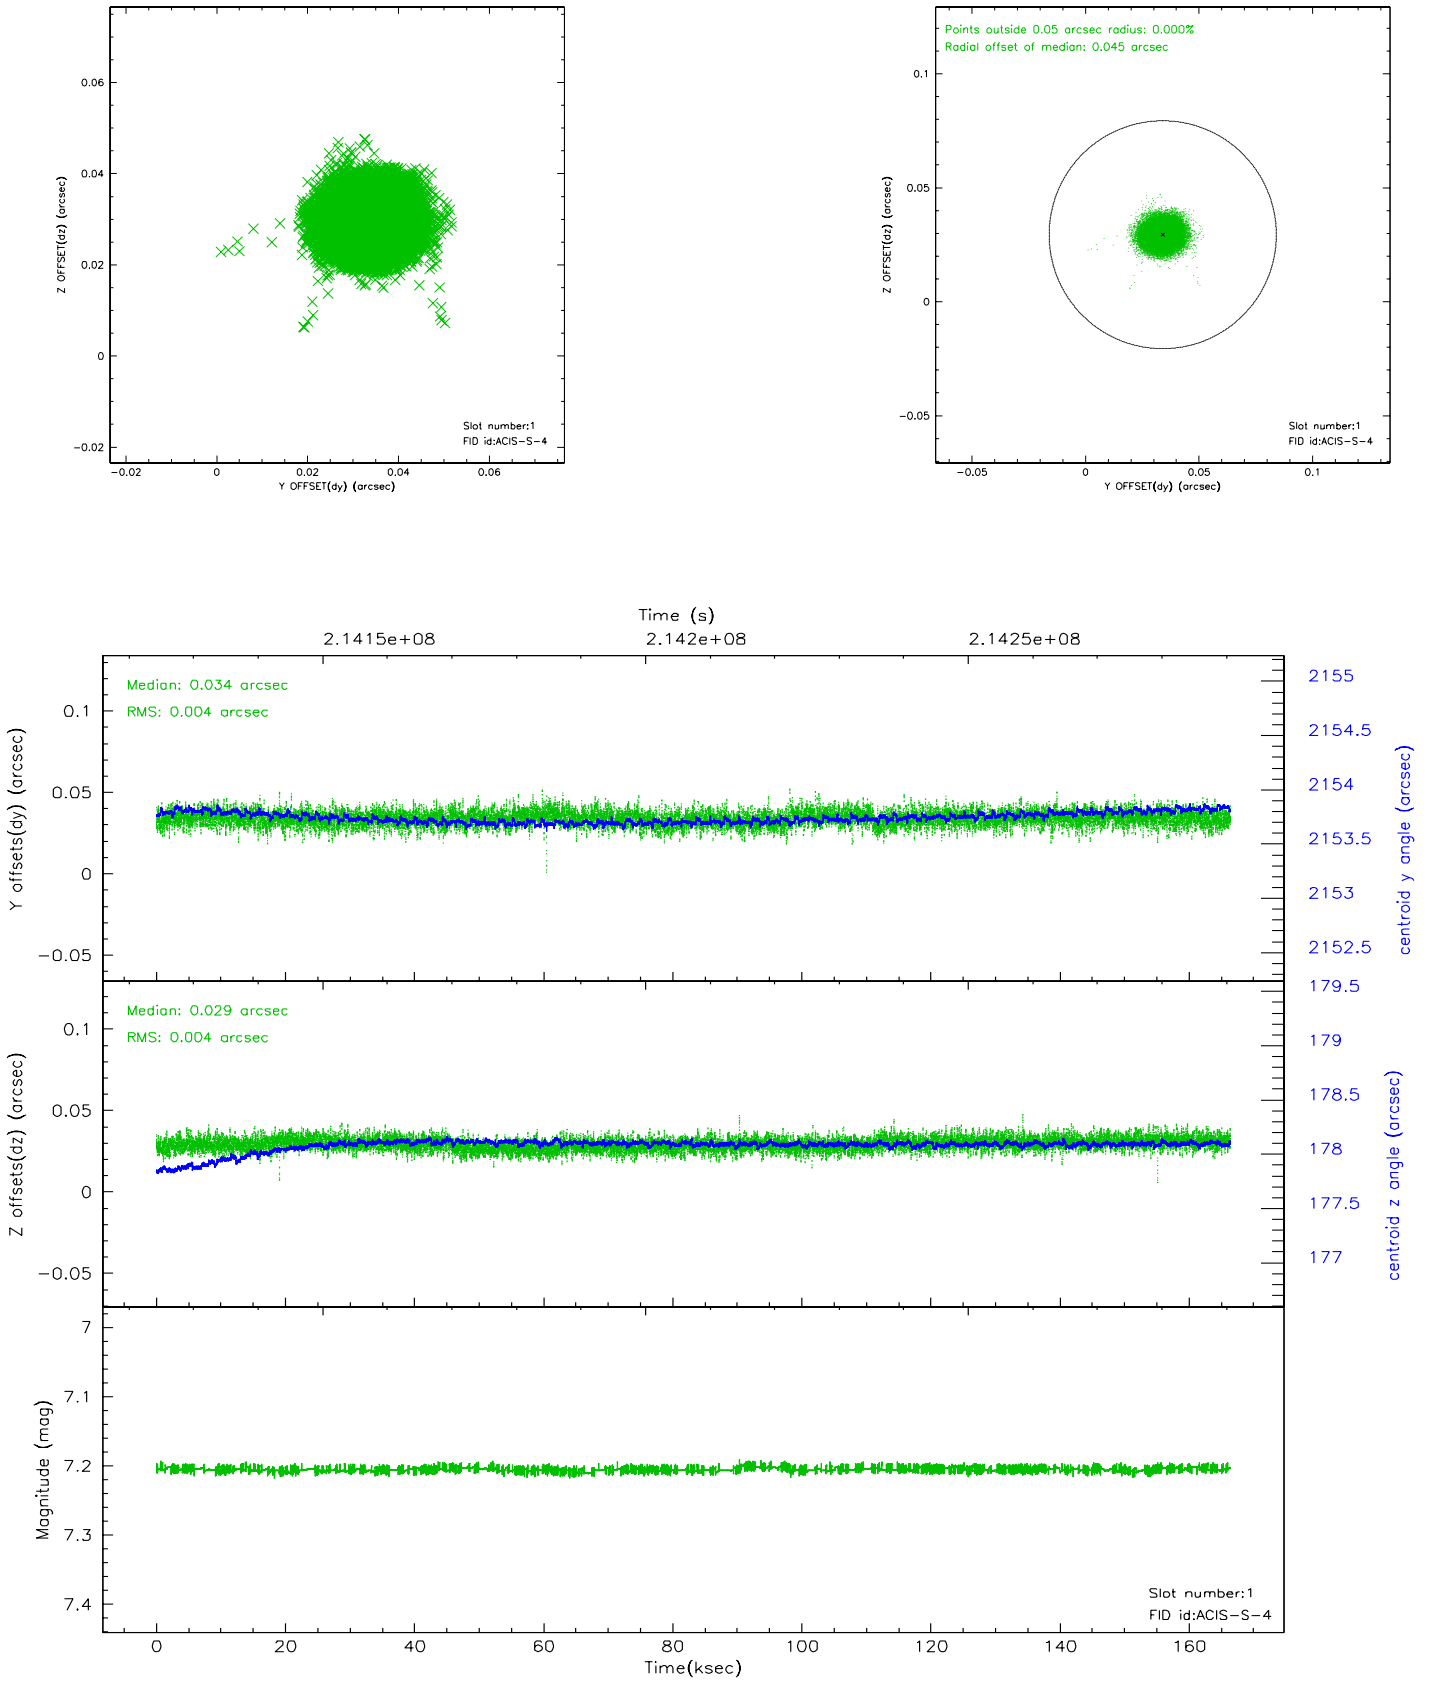 0.06
0.04
0.02
0
−0.02
Z OFFSET(dz) (arcsec)
Slot number:1
FID id:ACIS−S−4
−0.02 0 0.02 0.04 0.06
Y OFFSET(dy) (arcsec)
Points outside 0.05 arcsec radius: 0.000%
Radial offset of median: 0.045 arcsec
0.1
0.05
0
−0.05
Z OFFSET(dz) (arcsec)
Slot number:1
FID id:ACIS−S−4
−0.05 0 0.05 0.1
Y OFFSET(dy) (arcsec)
Time (s)
2.1415e+08 2.142e+08 2.1425e+08
Median: 0.034 arcsec
RMS: 0.004 arcsec
0.1
0.05
0
−0.05
Y offsets(dy) (arcsec)
2155
2154.5
2154
2153.5
2153
2152.5
centroid y angle (arcsec)
Median: 0.029 arcsec
RMS: 0.004 arcsec
0.1
0.05
0
−0.05
Z offsets(dz) (arcsec)
179.5
179
178.5
178
177.5
177
centroid z angle (arcsec)
7
7.1
7.2
7.3
7.4
Magnitude (mag)
Slot number:1
FID id:ACIS−S−4
0 20 40 60 80 100 120 140 160
Time(ksec)